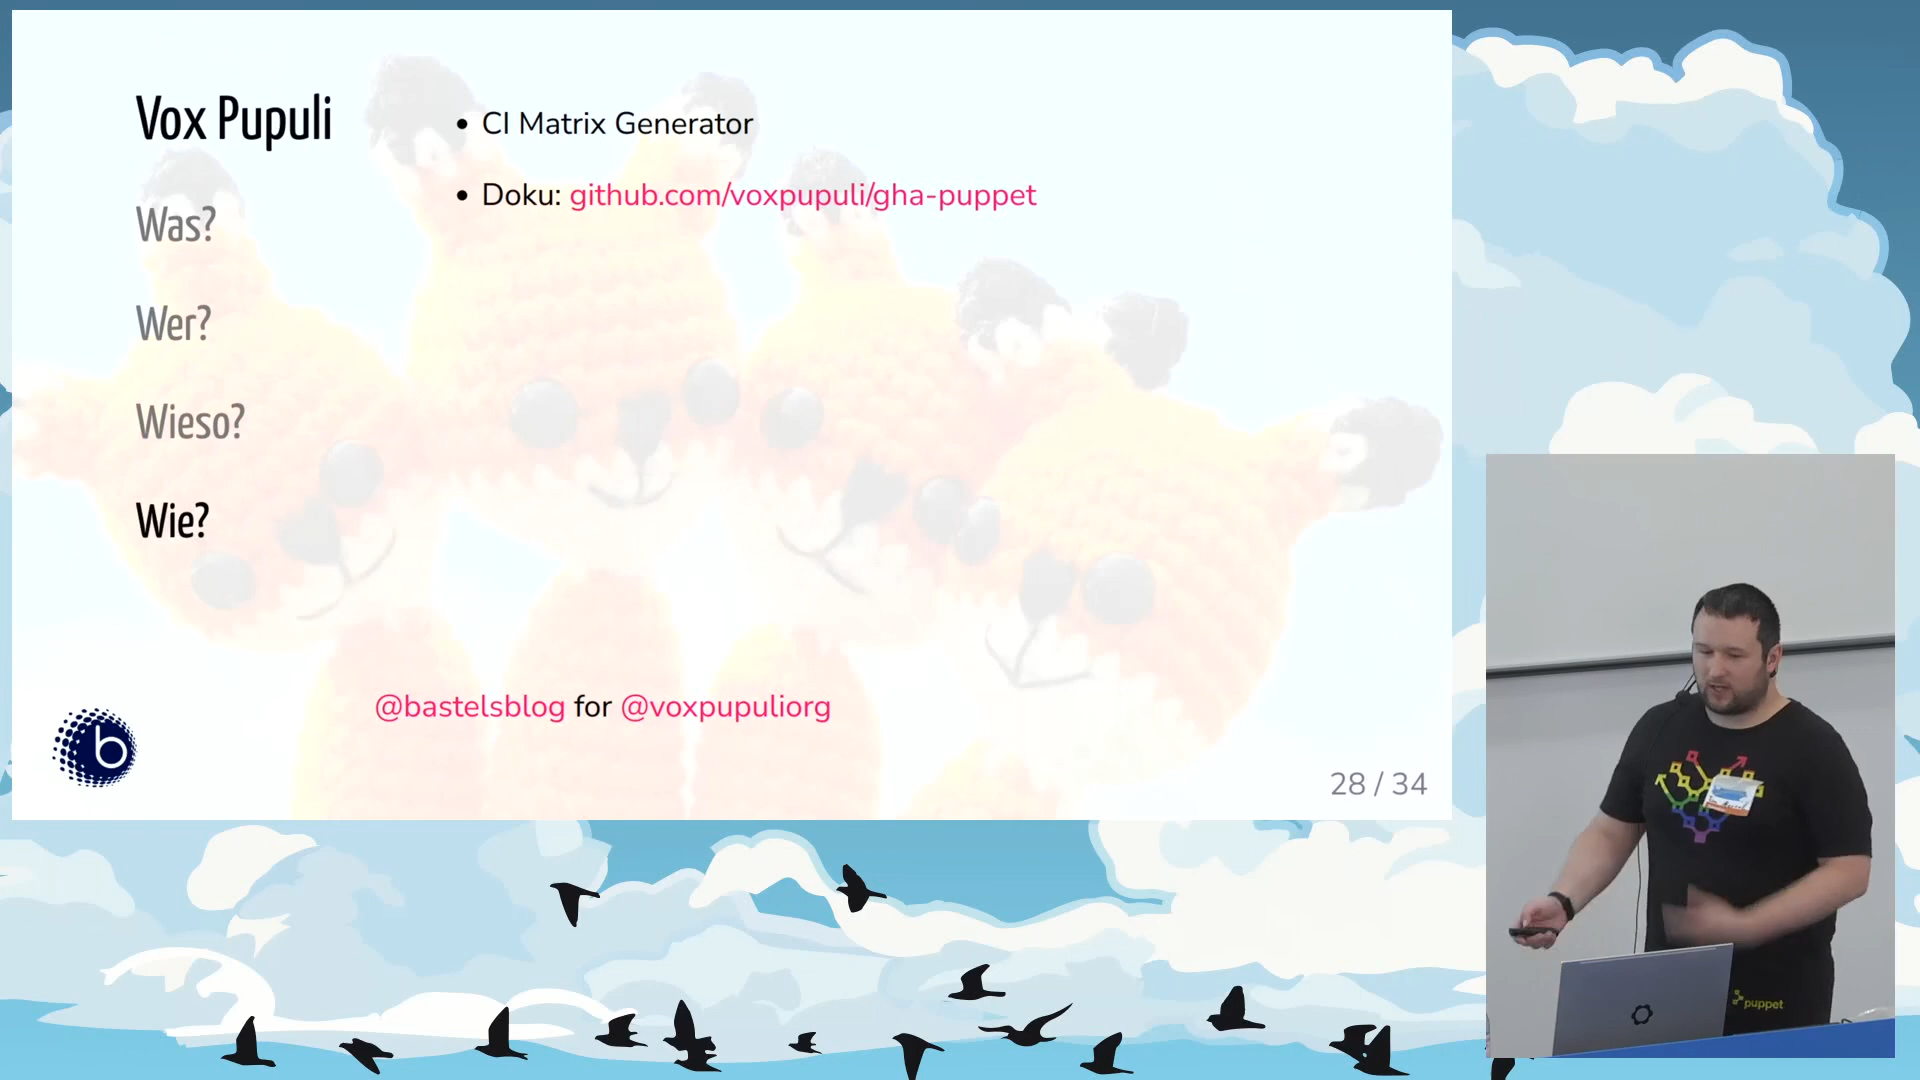 Vox Pupuli
Was?
Wer?
Wieso?
Wie?
• CI Matrix Generator
• Doku: github.com/voxpupuli/gha-puppet
@bastelsblog for @voxpupuliorg
b
28 / 34
puppet